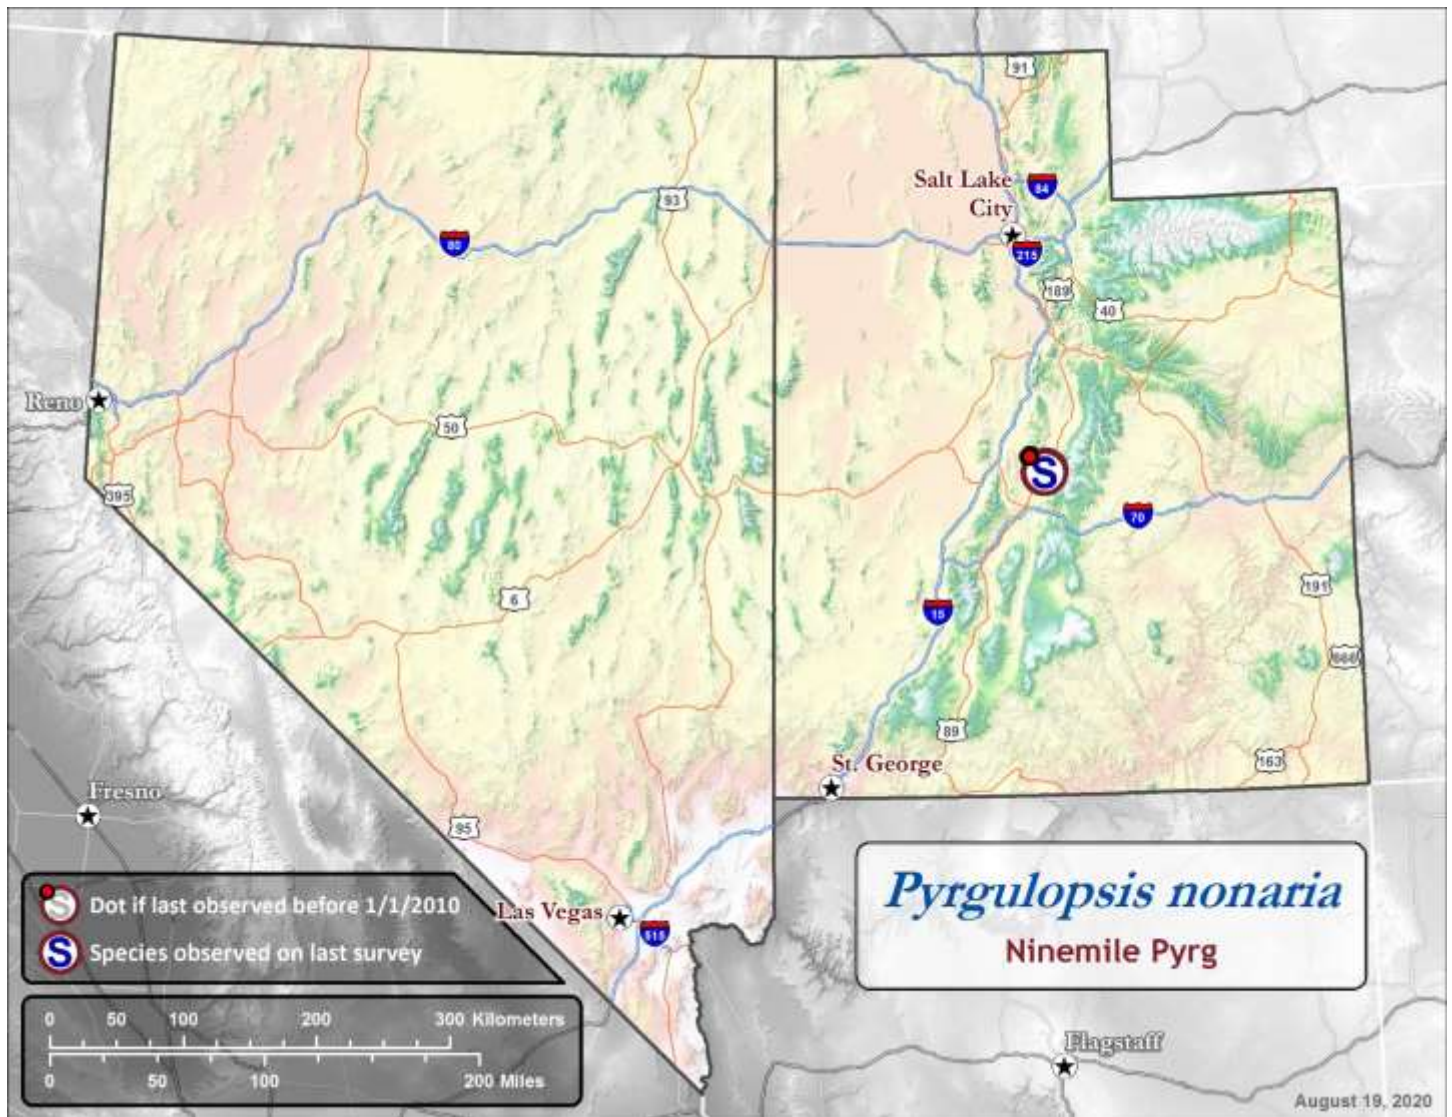 91
Salt Lake
City
84
93
80
215
189
40
Reno
50
S
395
70
6
191
15
666
89
St. George
163
Fresno
95
Pyrgulopsis nonaria
Ninemile Pyrg
S Dot if last observed before 1/1/2010
S Species observed on last survey
Las Vegas
515
0 50 100 200 300 Kilometers
0 50 100 200 Miles
Flagstaff
August 19, 2020